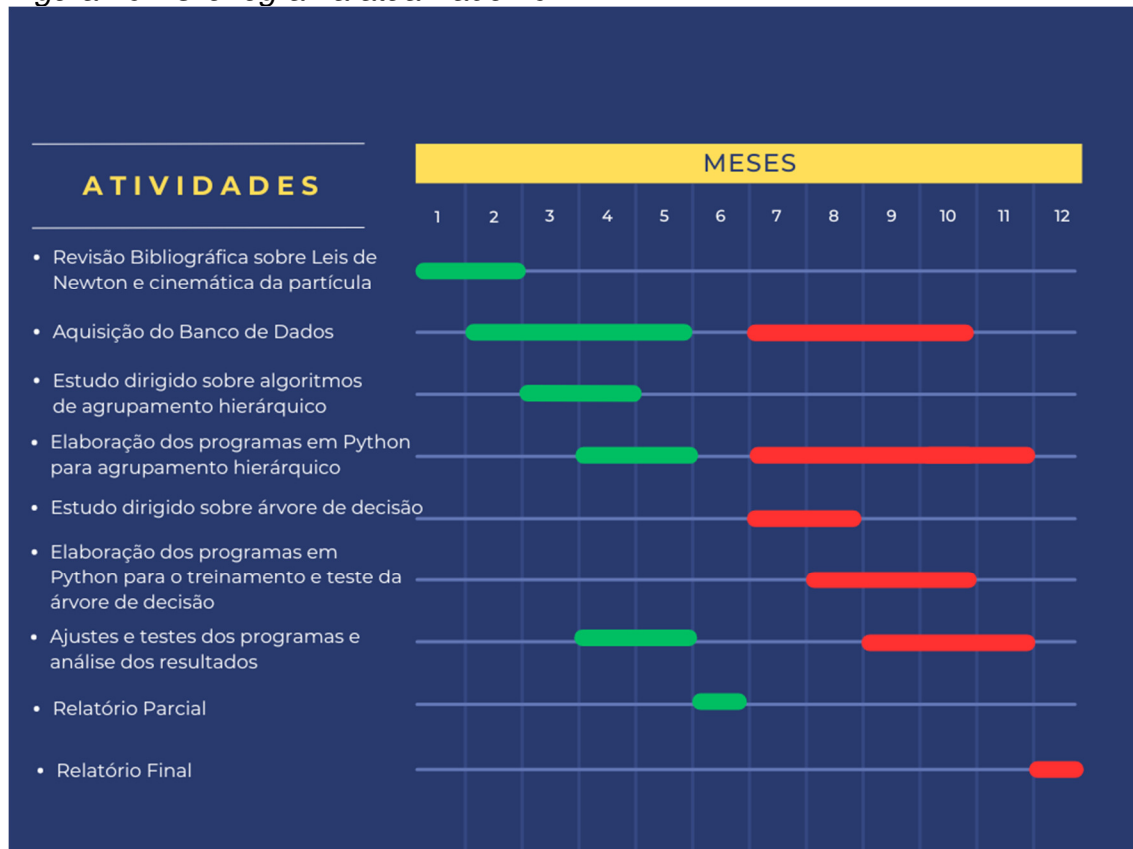 MESES
ATIVIDADES
1 2 3 4 5 6 7 8 9 10 11 12
• Revisão Bibliográfica sobre Leis de
Newton e cinemática da partícula
• Aquisição do Banco de Dados
• Estudo dirigido sobre algoritmos
de agrupamento hierárquico
• Elaboração dos programas em Python
para agrupamento hierárquico
• Estudo dirigido sobre árvore de decisão
• Elaboração dos programas em
Python para o treinamento e teste da
árvore de decisão
• Ajustes e testes dos programas e
análise dos resultados
• Relatório Parcial
• Relatório Final